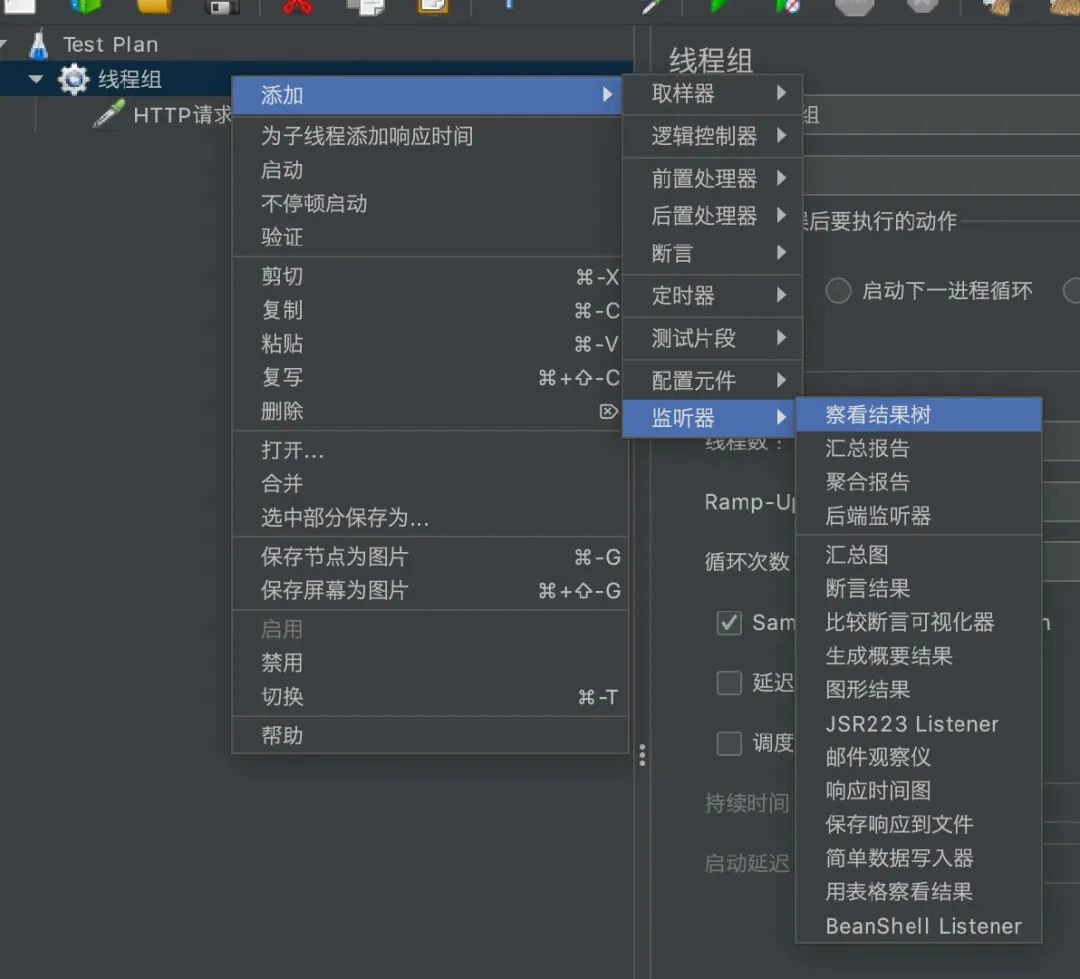 Test Plan
线程组
HTTP请求
添加
为子线程添加响应时间
启动
不停顿启动
验证
剪切 ⌘-X
复制 ⌘-C
粘贴 ⌘-V
复写 ⌘+⇧-C
删除
打开...
合并
选中部分保存为...
保存节点为图片 ⌘-G
保存屏幕为图片 ⌘+⇧-G
启用
禁用
切换 ⌘-T
帮助
取样器
逻辑控制器
前置处理器
后置处理器
断言
定时器
测试片段
配置元件
监听器
察看结果树
汇总报告
聚合报告
后端监听器
汇总图
断言结果
比较断言可视化器
生成概要结果
图形结果
JSR223 Listener
邮件观察仪
响应时间图
保存响应到文件
简单数据写入器
用表格察看结果
BeanShell Listener
线程组
组
后要执行的动作
启动下一进程循环
线程数：
Ramp-U
循环次数
Sam
延迟
调度
持续时间
启动延迟